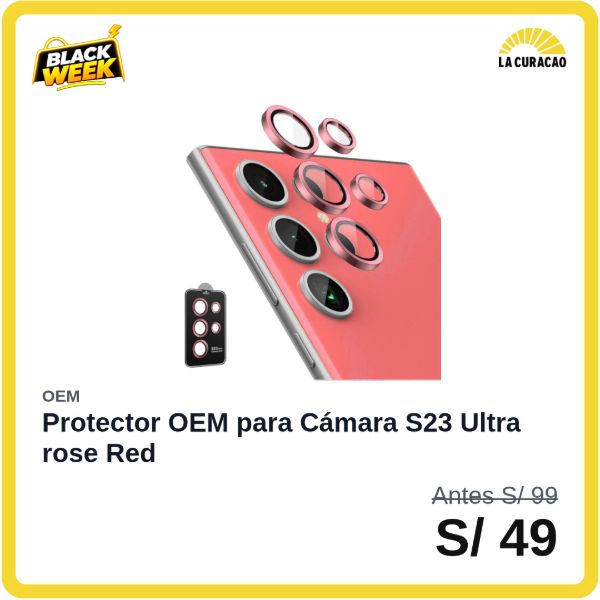 BLACK
WEEK
LA CURACAO
OEM
Protector OEM para Cámara S23 Ultra
rose Red
Antes S/ 99
S/ 49